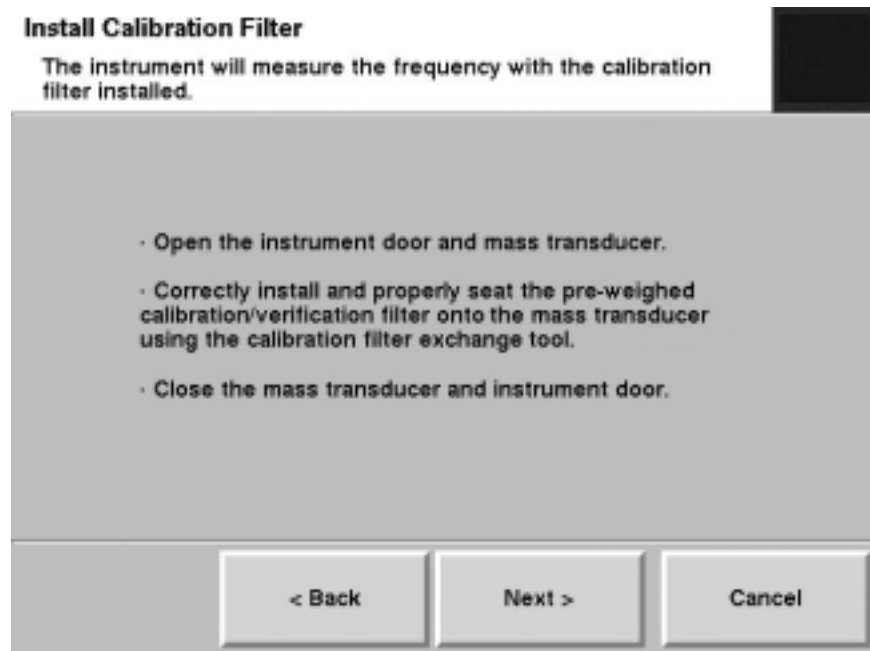 Install Calibration Filter
The instrument will measure the frequency with the calibration
filter installed.
· Open the instrument door and mass transducer.
· Correctly install and properly seat the pre-weighed
calibration/verification filter onto the mass transducer
using the calibration filter exchange tool.
· Close the mass transducer and instrument door.
< Back
Next >
Cancel